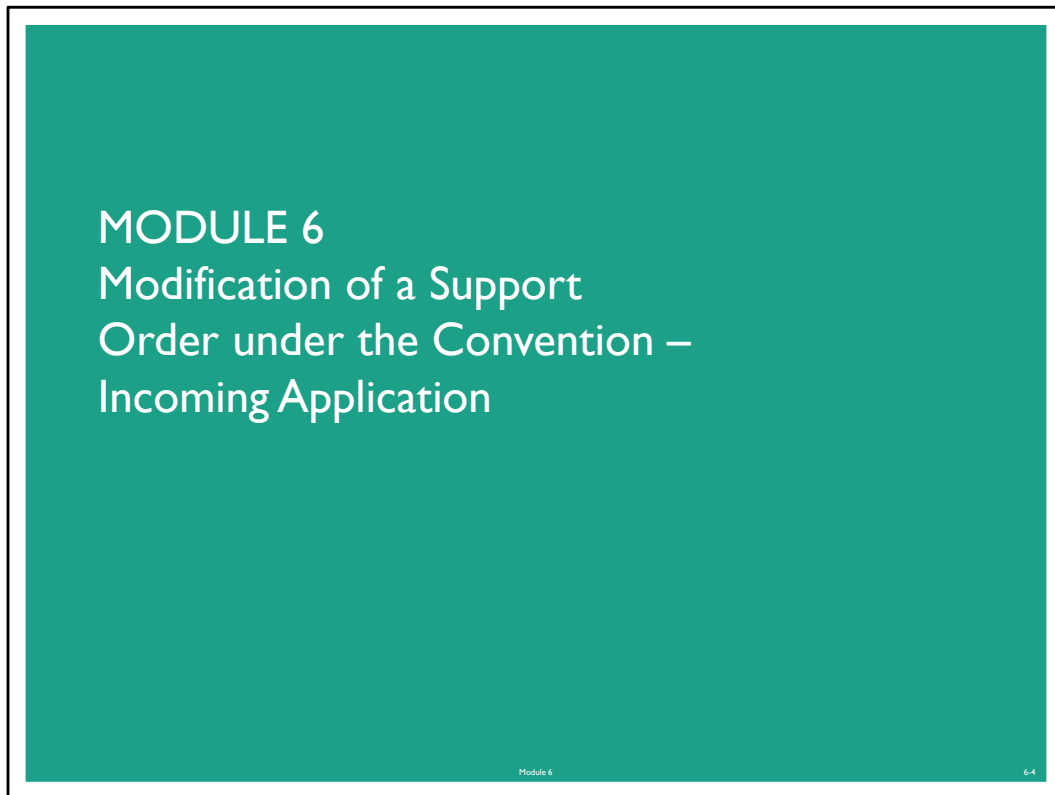 MODULE 6
Modification of a Support
Order under the Convention –
Incoming Application
Module 6
6-4